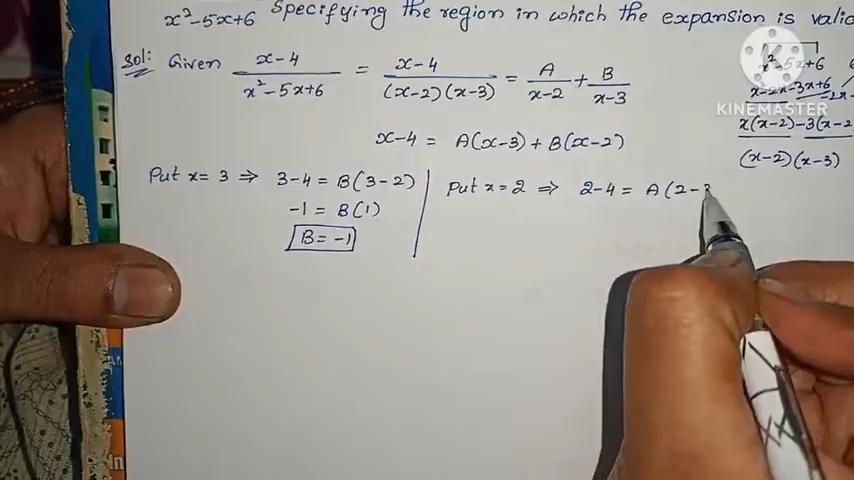 x²-5x+6 Specifying the region in which the expansion is valid
Sol: Given x-4 / x²-5x+6 = x-4 / (x-2)(x-3) = A/x-2 + B/x-3
x-4 = A(x-3)+B(x-2)
Put x=3 ⇒ 3-4 = B(3-2)
-1 = B(1)
B=-1
Put x=2 ⇒ 2-4 = A(2-3
x²-5x+6
x²-2x-3x+6
x(x-2)-3(x-2
(x-2)(x-3)
KINEMASTER